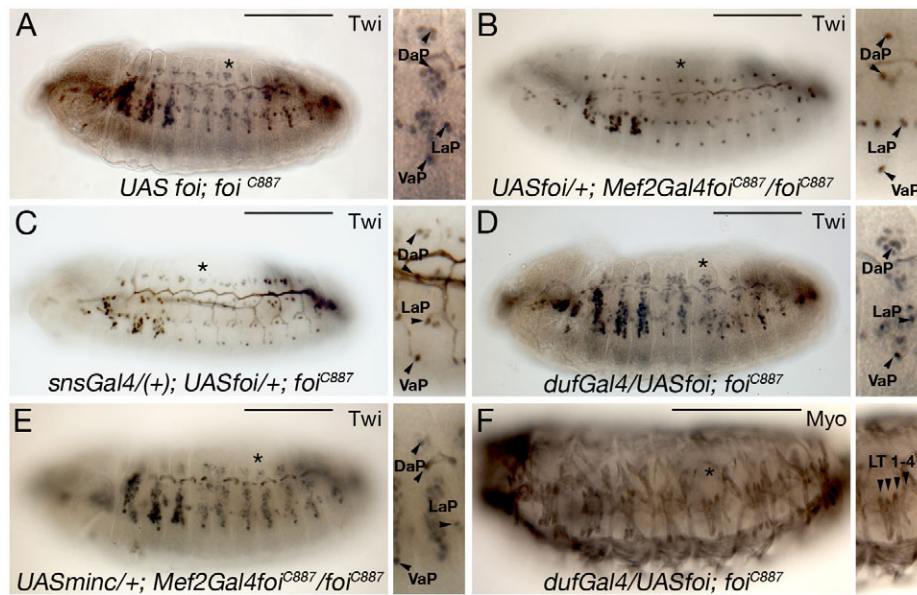 A
Twi
DaP
LaP
VaP
UAS foi; foi C887
B
Twi
DaP
LaP
VaP
UASfoi/+; Mef2Gal4foiC887/foiC887
C
Twi
DaP
LaP
VaP
snsGal4/(+); UASfoi/+; foiC887
D
Twi
DaP
LaP
VaP
dufGal4/UASfoi; foiC887
E
Twi
DaP
LaP
VaP
UASminc/+; Mef2Gal4foiC887/foiC887
F
Myo
LT 1-4
dufGal4/UASfoi; foiC887